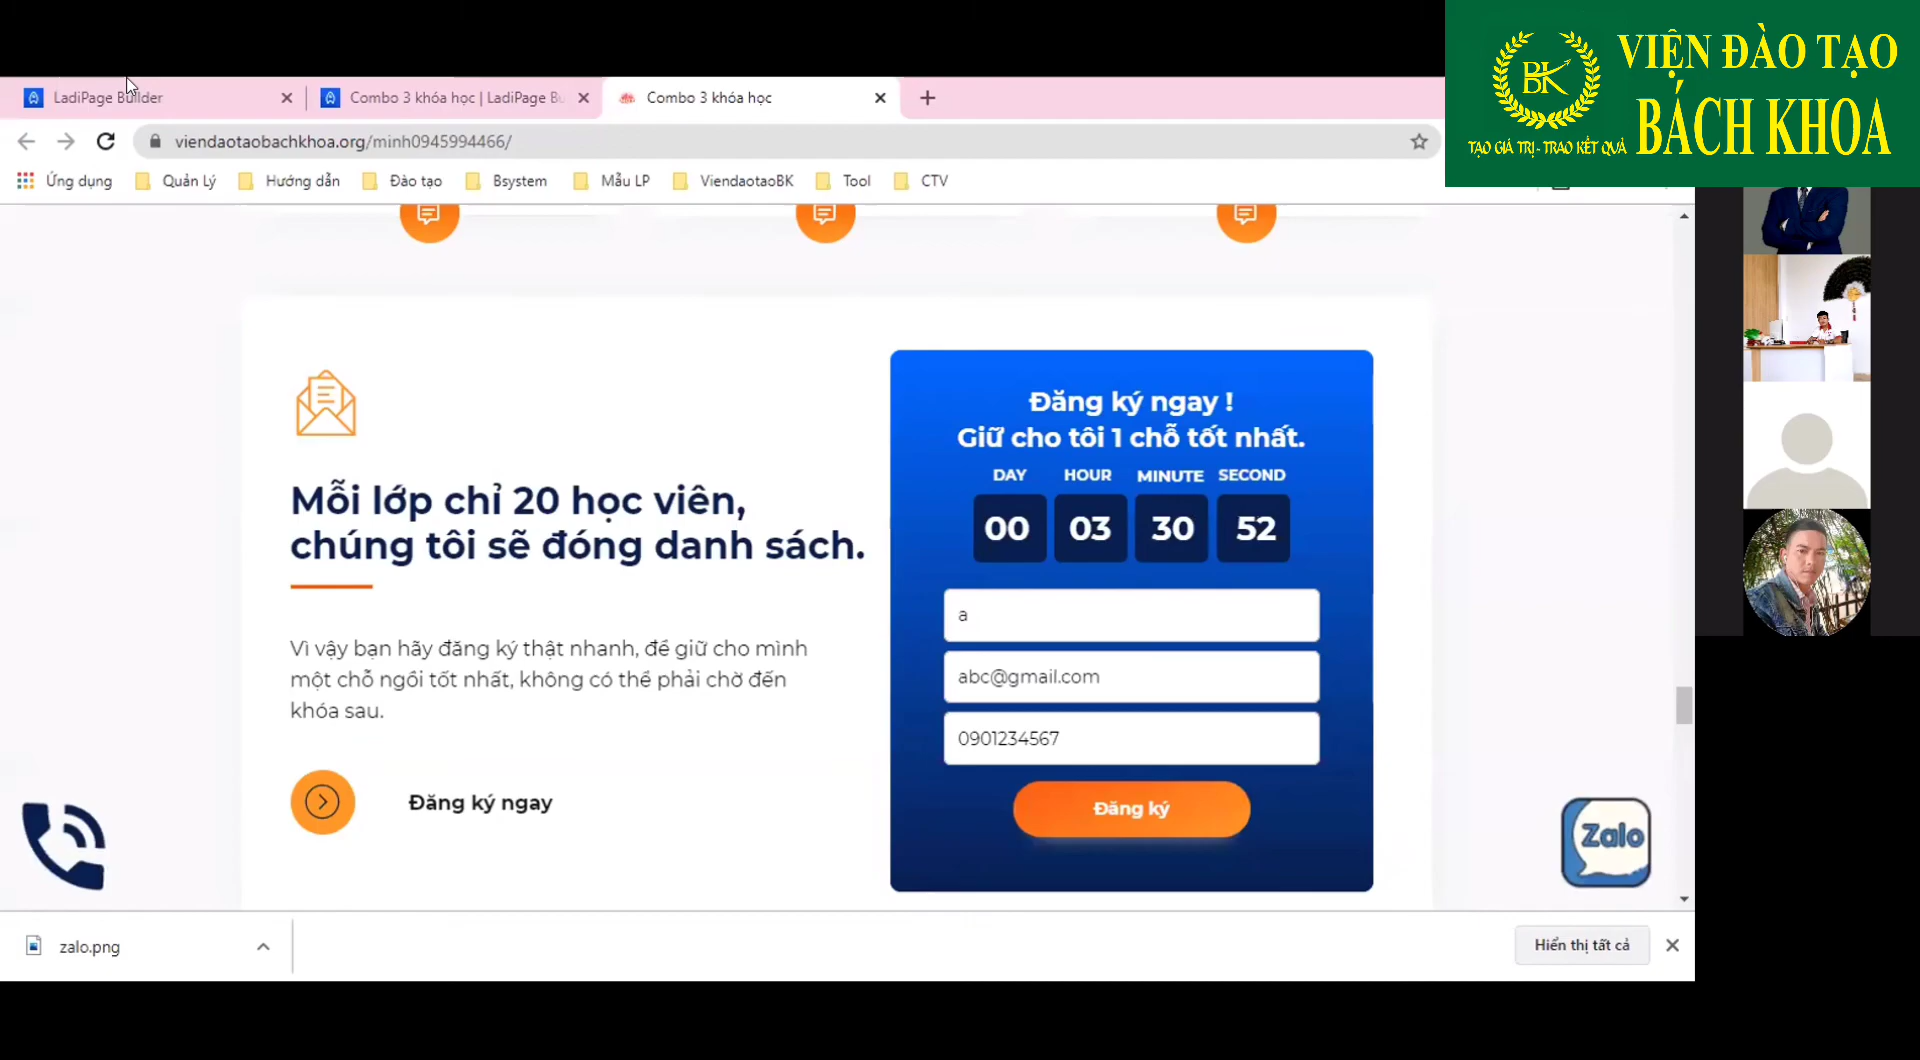 VIỆN ĐÀO TẠO
BÁCH KHOA
BK
TẠO GIÁ TRỊ - TRAO KẾT QUẢ
LadiPage Builder
Combo 3 khóa học | LadiPage Bu
Combo 3 khóa học
viendaotaobachkhoa.org/minh0945994466/
Ứng dụng
Quản Lý
Hướng dẫn
Đào tạo
Bsystem
Mẫu LP
ViendaotaoBK
Tool
CTV
Mỗi lớp chỉ 20 học viên,
chúng tôi sẽ đóng danh sách.
Vì vậy bạn hãy đăng ký thật nhanh, để giữ cho mình
một chỗ ngồi tốt nhất, không có thể phải chờ đến
khóa sau.
Đăng ký ngay
Đăng ký ngay !
Giữ cho tôi 1 chỗ tốt nhất.
DAY HOUR MINUTE SECOND
00 03 30 52
a
abc@gmail.com
0901234567
Đăng ký
Zalo
zalo.png
Hiển thị tất cả